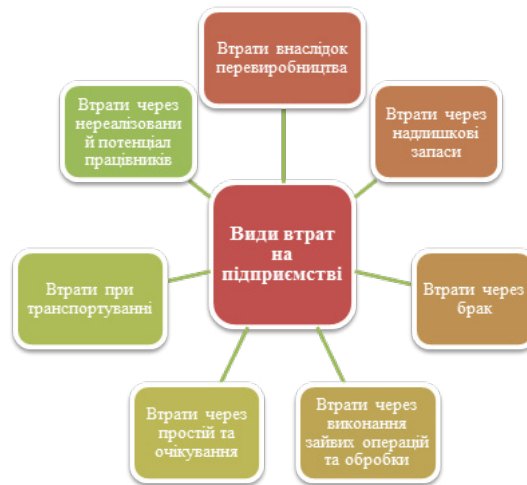 Втрати внаслідок
перевиробництва
Втрати через
нереалізовани
й потенціал
працівників
Втрати через
надлишкові
запаси
Види втрат
на
підприємстві
Втрати при
транспортуванні
Втрати через
брак
Втрати через
простій та
очікування
Втрати через
виконання
зайвих операцій
та обробки